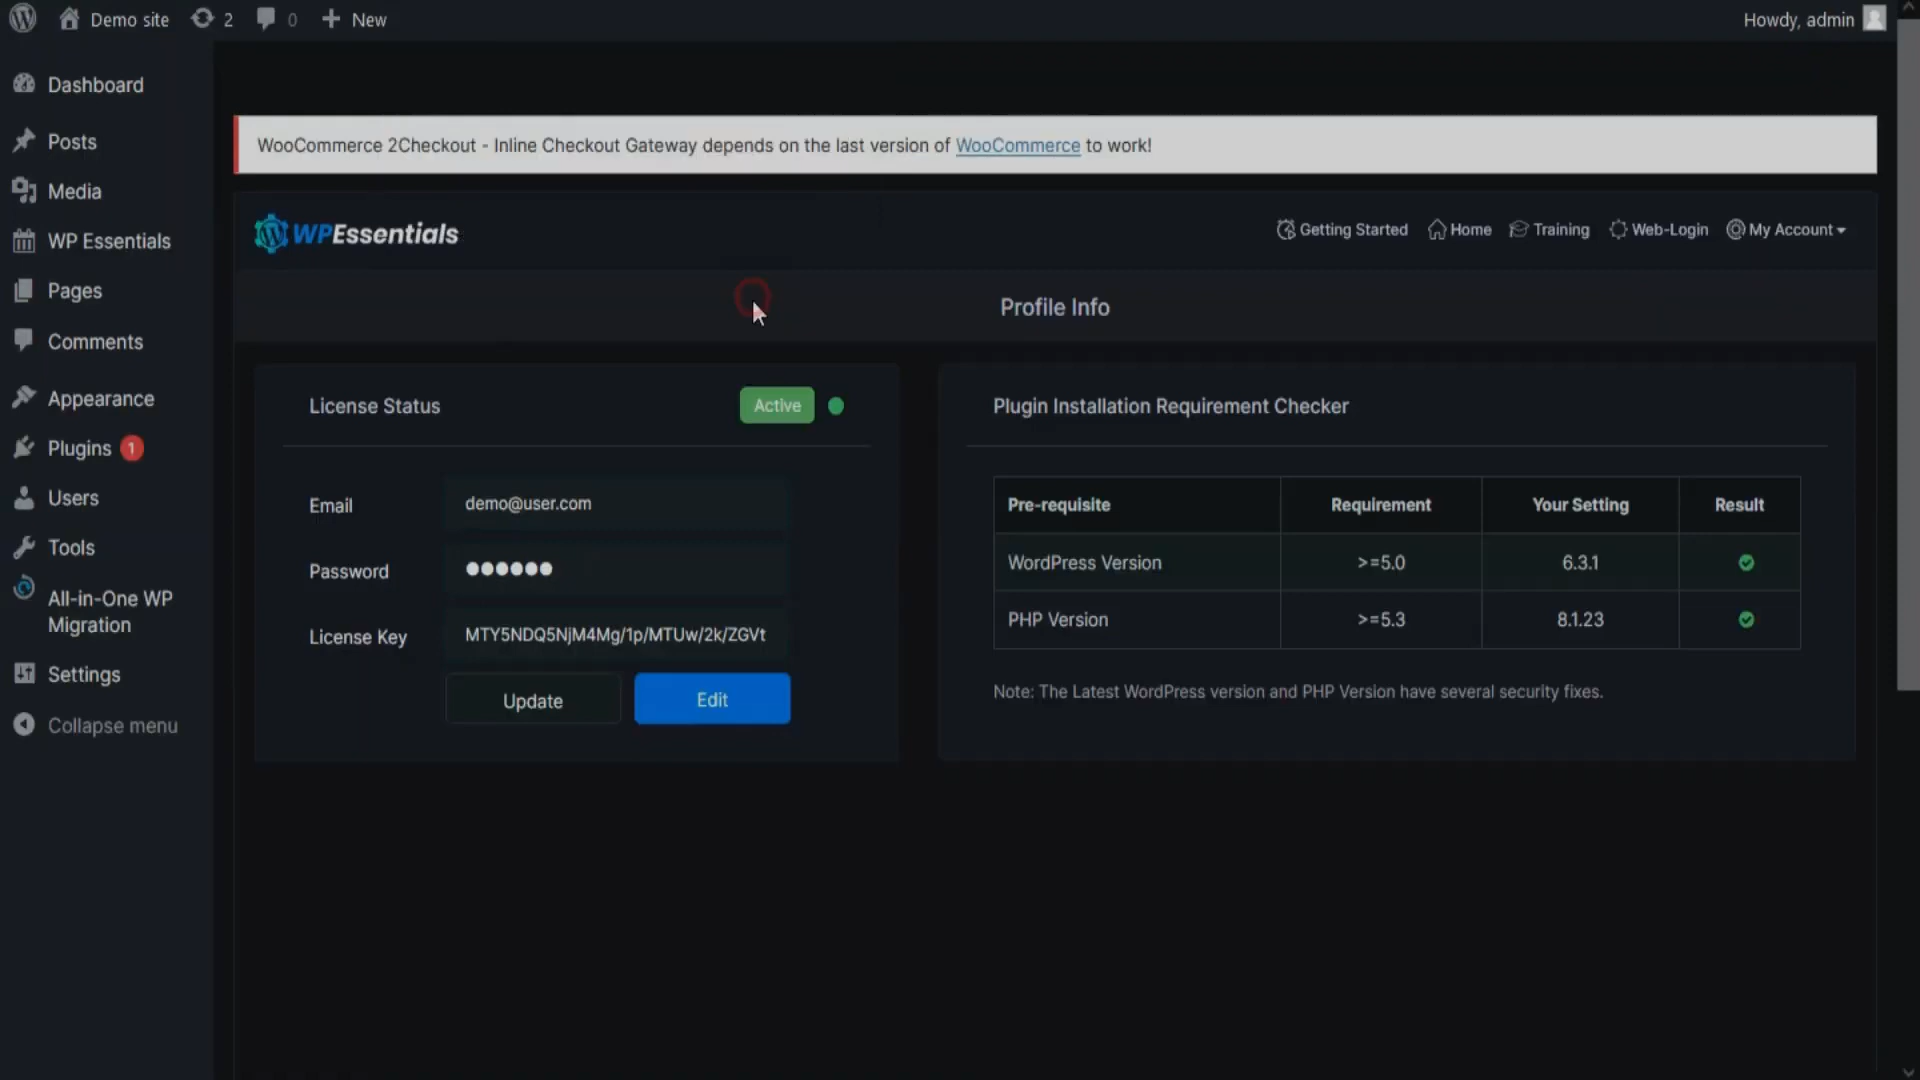 Demo site 2 0 New Howdy, admin
Dashboard
Posts
Media
WP Essentials
Pages
Comments
Appearance
Plugins 1
Users
Tools
All-in-One WP
Migration
Settings
Collapse menu
WooCommerce 2Checkout - Inline Checkout Gateway depends on the last version of WooCommerce to work!
WPEssentials
Getting Started Home Training Web-Login My Account
Profile Info
License Status Active
Email demo@user.com
Password ●●●●●●
License Key MTY5NDQ5NjM4Mg/1p/MTUw/2k/ZGVt
Update Edit
Plugin Installation Requirement Checker
Pre-requisite Requirement Your Setting Result
WordPress Version >=5.0 6.3.1
PHP Version >=5.3 8.1.23
Note: The Latest WordPress version and PHP Version have several security fixes.